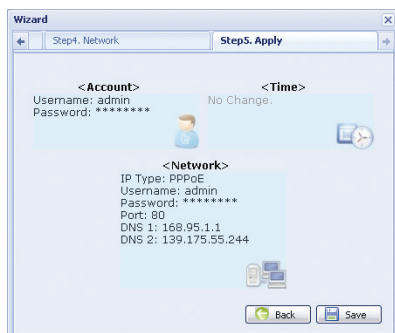 Wizard
Step4. Network
Step5. Apply
<Account>
Username: admin
Password: ********
<Time>
No Change.
<Network>
IP Type: PPPoE
Username: admin
Password: ********
Port: 80
DNS 1: 168.95.1.1
DNS 2: 139.175.55.244
Back
Save